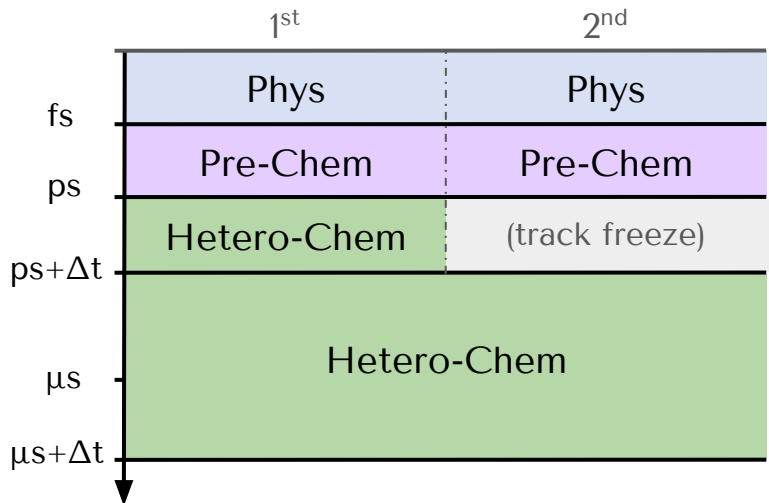 1st 2nd
Phys Phys
fs
Pre-Chem Pre-Chem
ps
Hetero-Chem (track freeze)
ps+Δt
Hetero-Chem
μs
μs+Δt